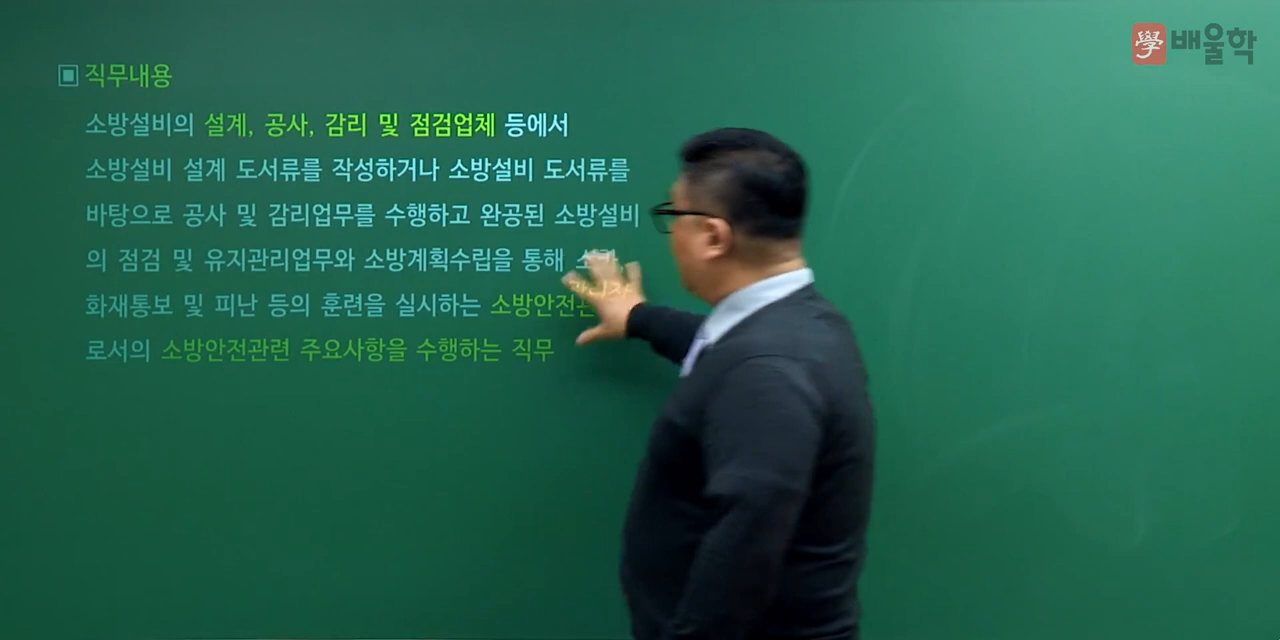 學 배울학
직무내용
소방설비의 설계, 공사, 감리 및 점검업체 등에서
소방설비 설계 도서류를 작성하거나 소방설비 도서류를
바탕으로 공사 및 감리업무를 수행하고 완공된 소방설비
의 점검 및 유지관리업무와 소방계획수립을 통해
화재통보 및 피난 등의 훈련을 실시하는 소방안전관
로서의 소방안전관련 주요사항을 수행하는 직무